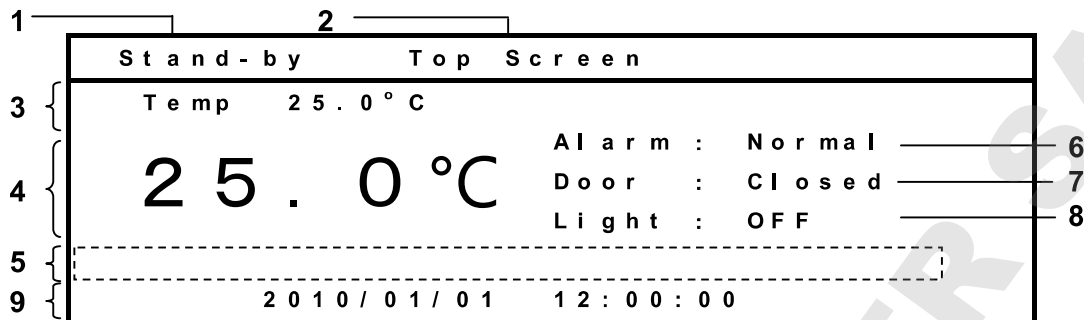 1 2
Stand-by Top Screen
3 Temp 25.0°C
Alarm : Normal 6
4 25.0℃ Door : Closed 7
Light : OFF 8
5
9 2010/01/01 12:00:00